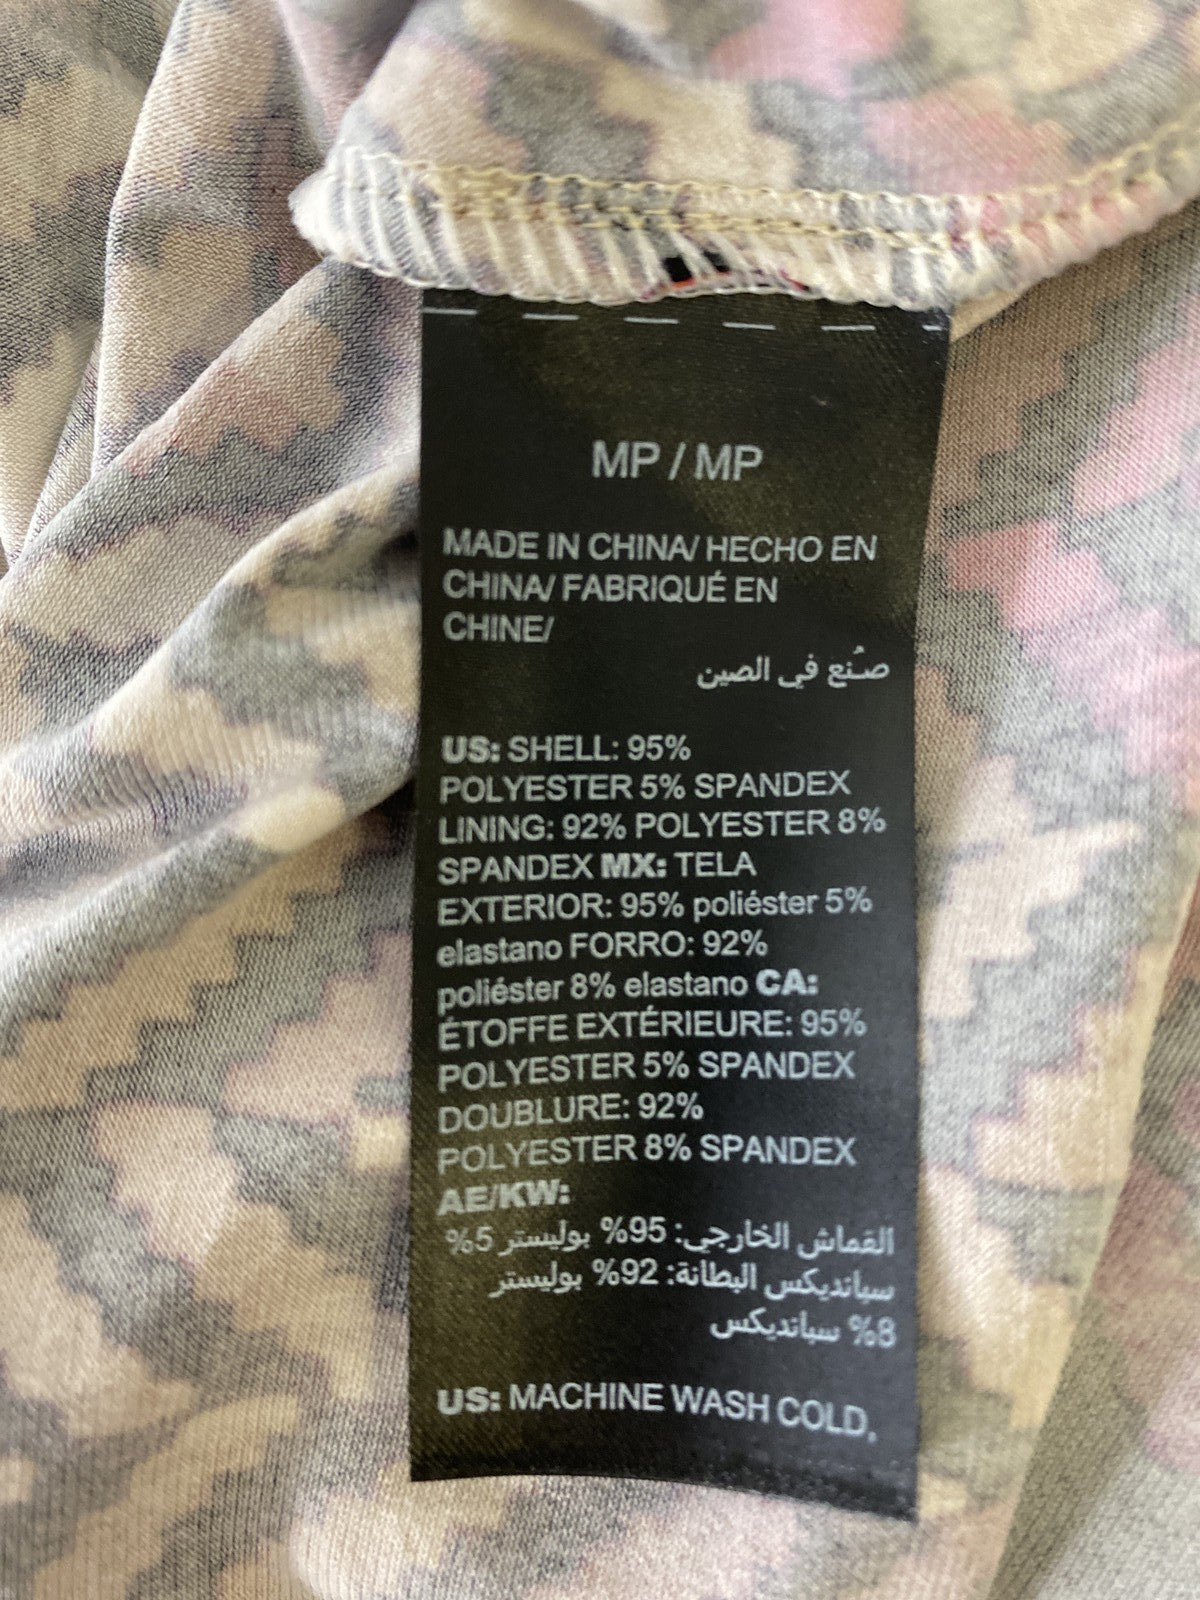 MP / MP
MADE IN CHINA/ HECHO EN
CHINA/ FABRIQUÉ EN
CHINE/
صُنع في الصين
US: SHELL: 95%
POLYESTER 5% SPANDEX
LINING: 92% POLYESTER 8%
SPANDEX MX: TELA
EXTERIOR: 95% poliéster 5%
elastano FORRO: 92%
poliéster 8% elastano CA:
ÉTOFFE EXTÉRIEURE: 95%
POLYESTER 5% SPANDEX
DOUBLURE: 92%
POLYESTER 8% SPANDEX
AE/KW:
القماش الخارجي: 95% بوليستر 5%
سبانديكس البطانة: 92% بوليستر
8% سبانديكس
US: MACHINE WASH COLD,